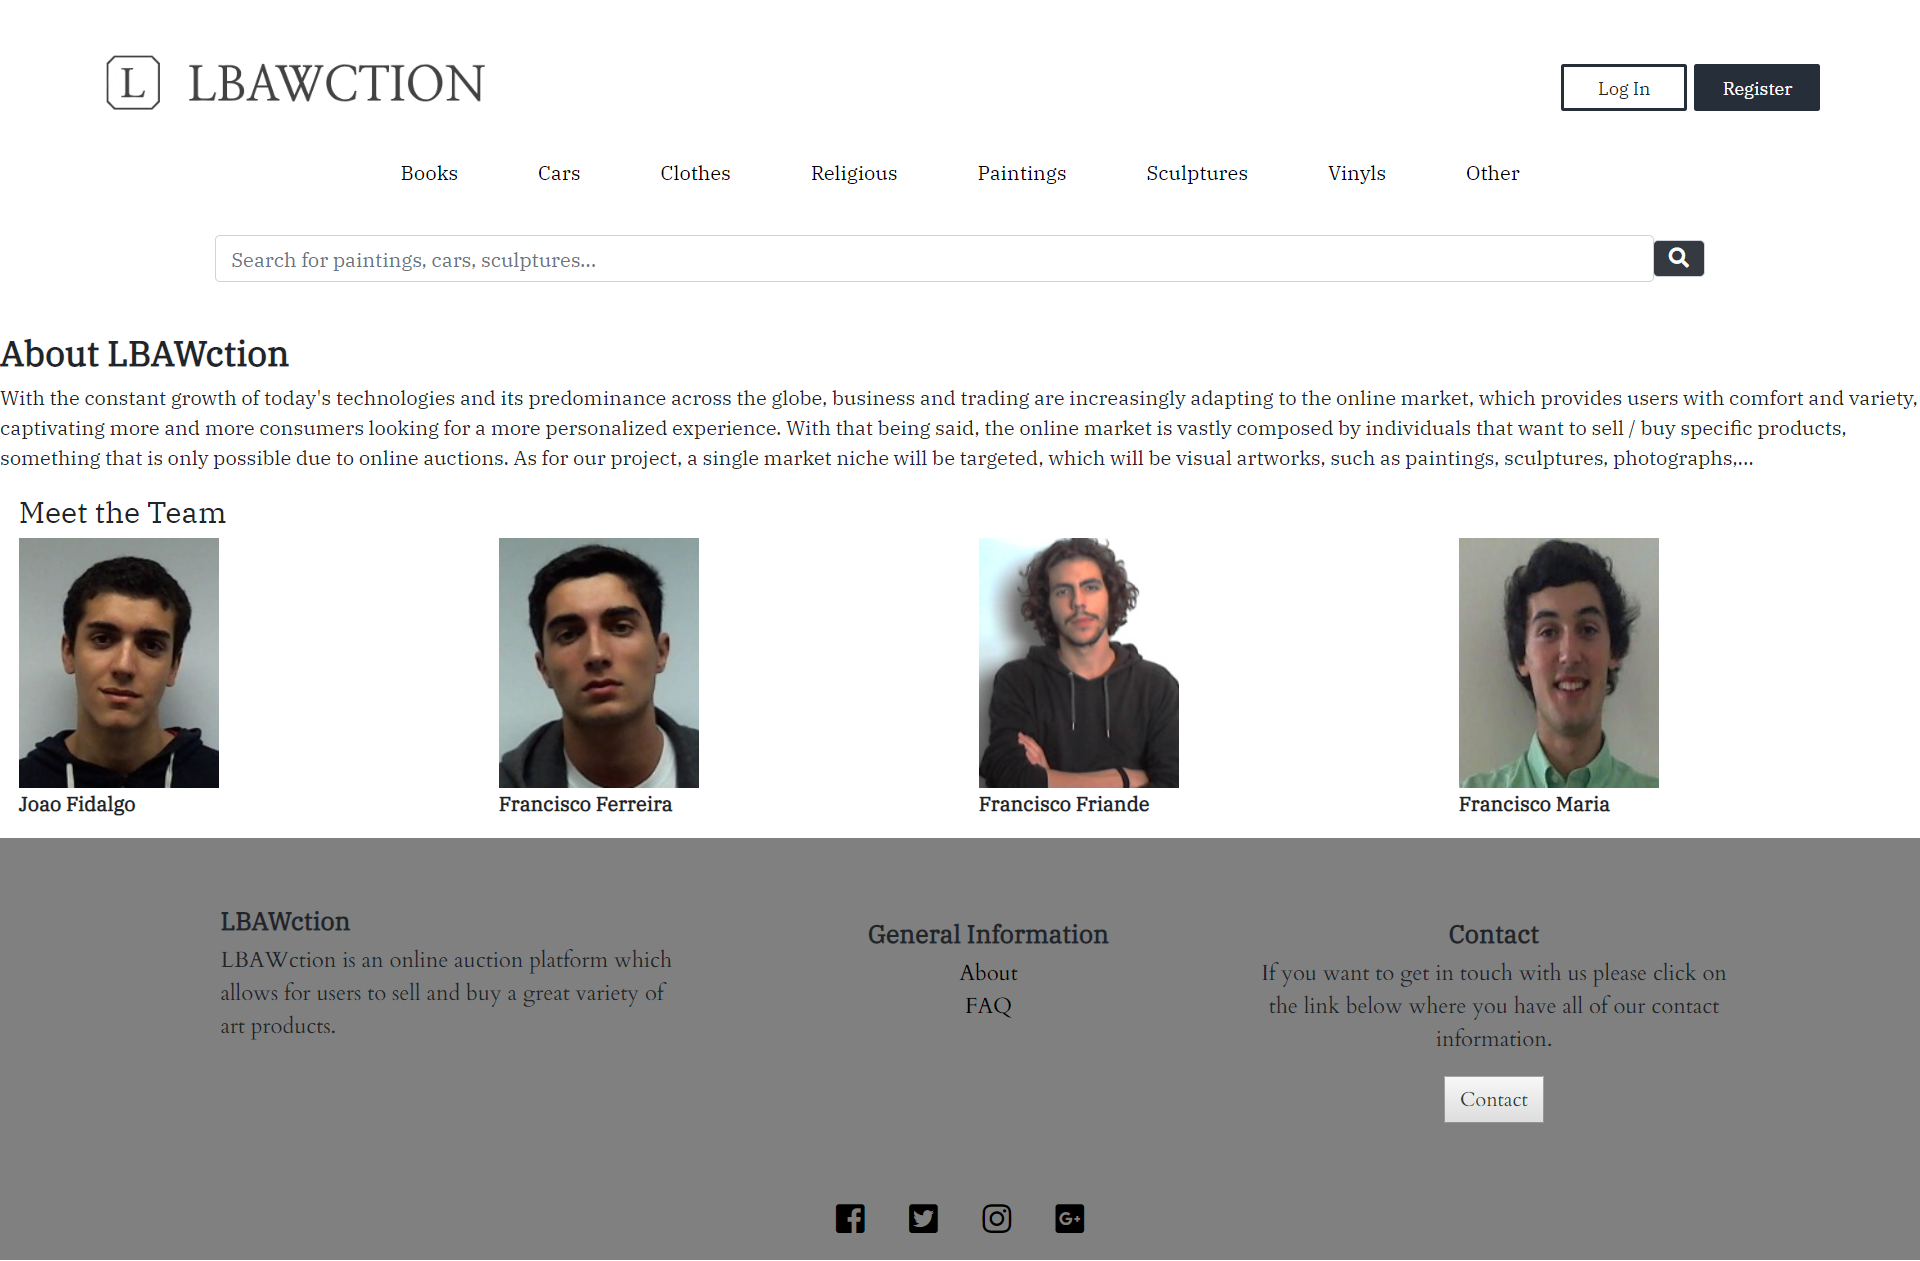 L LBAWCTION
Log In
Register
Books
Cars
Clothes
Religious
Paintings
Sculptures
Vinyls
Other
Search for paintings, cars, sculptures...
About LBAWction
With the constant growth of today's technologies and its predominance across the globe, business and trading are increasingly adapting to the online market, which provides users with comfort and variety,
captivating more and more consumers looking for a more personalized experience. With that being said, the online market is vastly composed by individuals that want to sell / buy specific products,
something that is only possible due to online auctions. As for our project, a single market niche will be targeted, which will be visual artworks, such as paintings, sculptures, photographs,...
Meet the Team
Joao Fidalgo
Francisco Ferreira
Francisco Friande
Francisco Maria
LBAWction
LBAWction is an online auction platform which
allows for users to sell and buy a great variety of
art products.
General Information
About
FAQ
Contact
If you want to get in touch with us please click on
the link below where you have all of our contact
information.
Contact